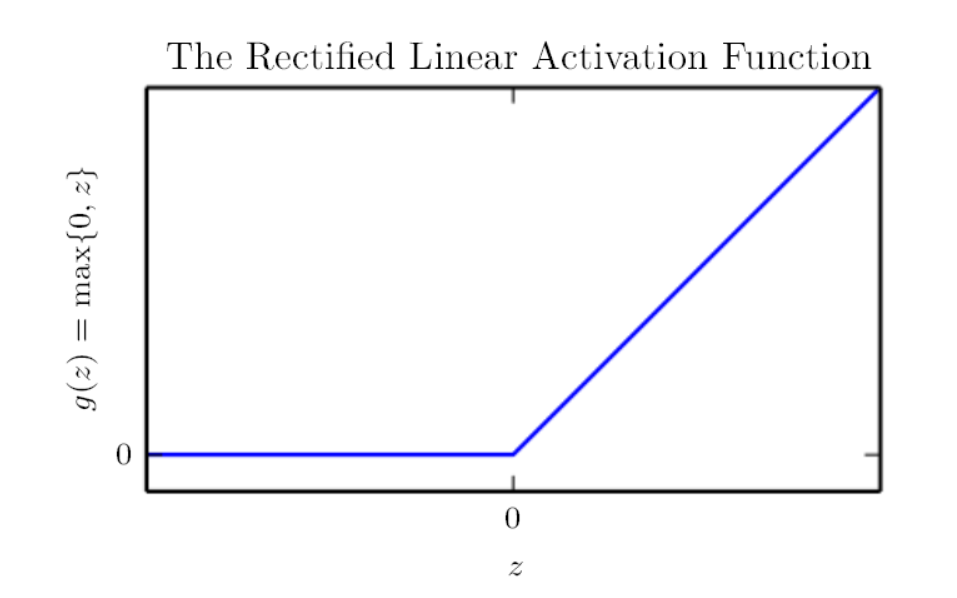 The Rectified Linear Activation Function
g(z) = max{0, z}
0
0
z